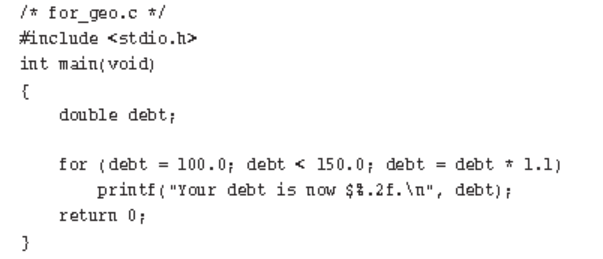 /* for_geo.c */
#include <stdio.h>
int main(void)
{
    double debt;

    for (debt = 100.0; debt < 150.0; debt = debt * 1.1)
        printf("Your debt is now $%.2f.\n", debt);
    return 0;
}